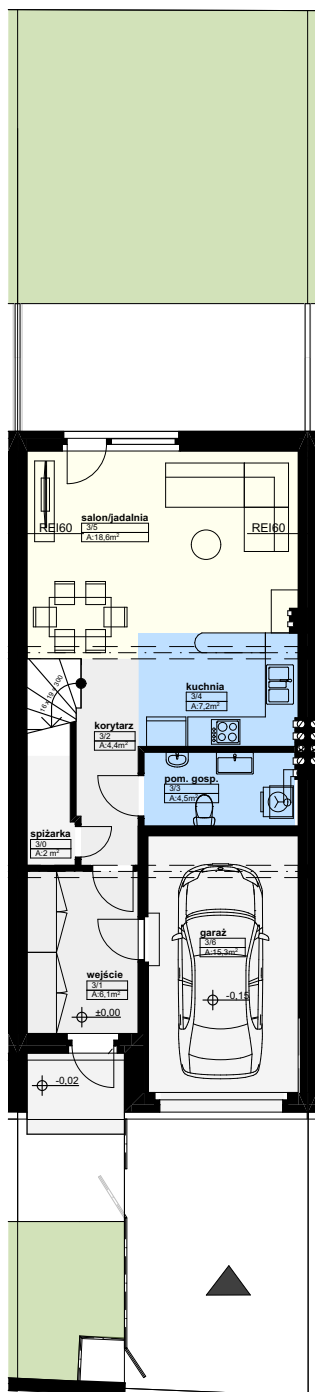 salon/jadalnia
3/5
A:18,6m²
REI60
REI60
kuchnia
3/4
A:7,2m²
korytarz
3/2
A:4,4m²
pom. gosp.
3/3
A:4,5m²
spiżarka
3/0
A:2 m²
garaż
3/6
A:15,3m²
-0,15
wejście
3/1
A:6,1m²
±0,00
-0,02